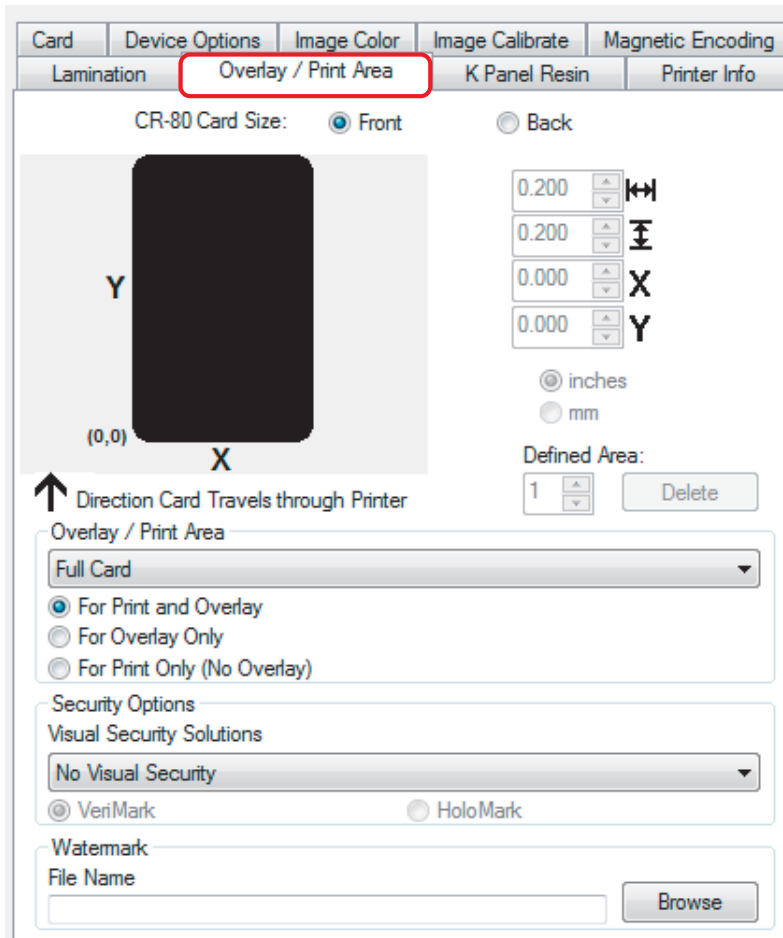 Card Device Options Image Color Image Calibrate Magnetic Encoding
Lamination Overlay / Print Area K Panel Resin Printer Info
CR-80 Card Size: Front Back
0.200
0.200
Y
0.000 X
0.000 Y
inches
mm
(0,0)
X
Defined Area:
1 Delete
Direction Card Travels through Printer
Overlay / Print Area
Full Card
For Print and Overlay
For Overlay Only
For Print Only (No Overlay)
Security Options
Visual Security Solutions
No Visual Security
VeriMark HoloMark
Watermark
File Name
Browse